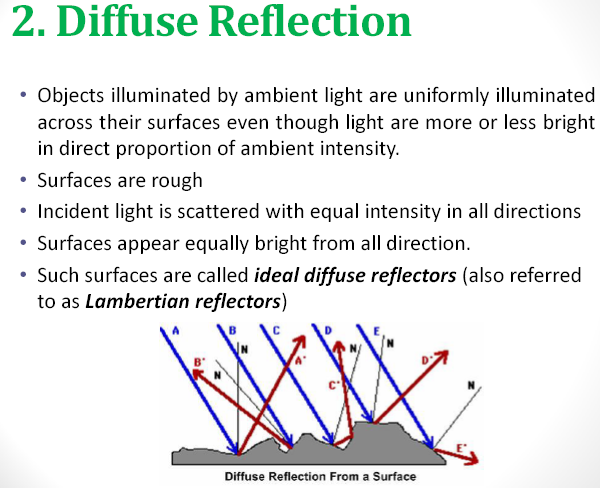 2. Diffuse Reflection
• Objects illuminated by ambient light are uniformly illuminated
across their surfaces even though light are more or less bright
in direct proportion of ambient intensity.
• Surfaces are rough
• Incident light is scattered with equal intensity in all directions
• Surfaces appear equally bright from all direction.
• Such surfaces are called ideal diffuse reflectors (also referred
to as Lambertian reflectors)
A B C D E
N N N
B' A' D'
N
C' N
E'
Diffuse Reflection From a Surface